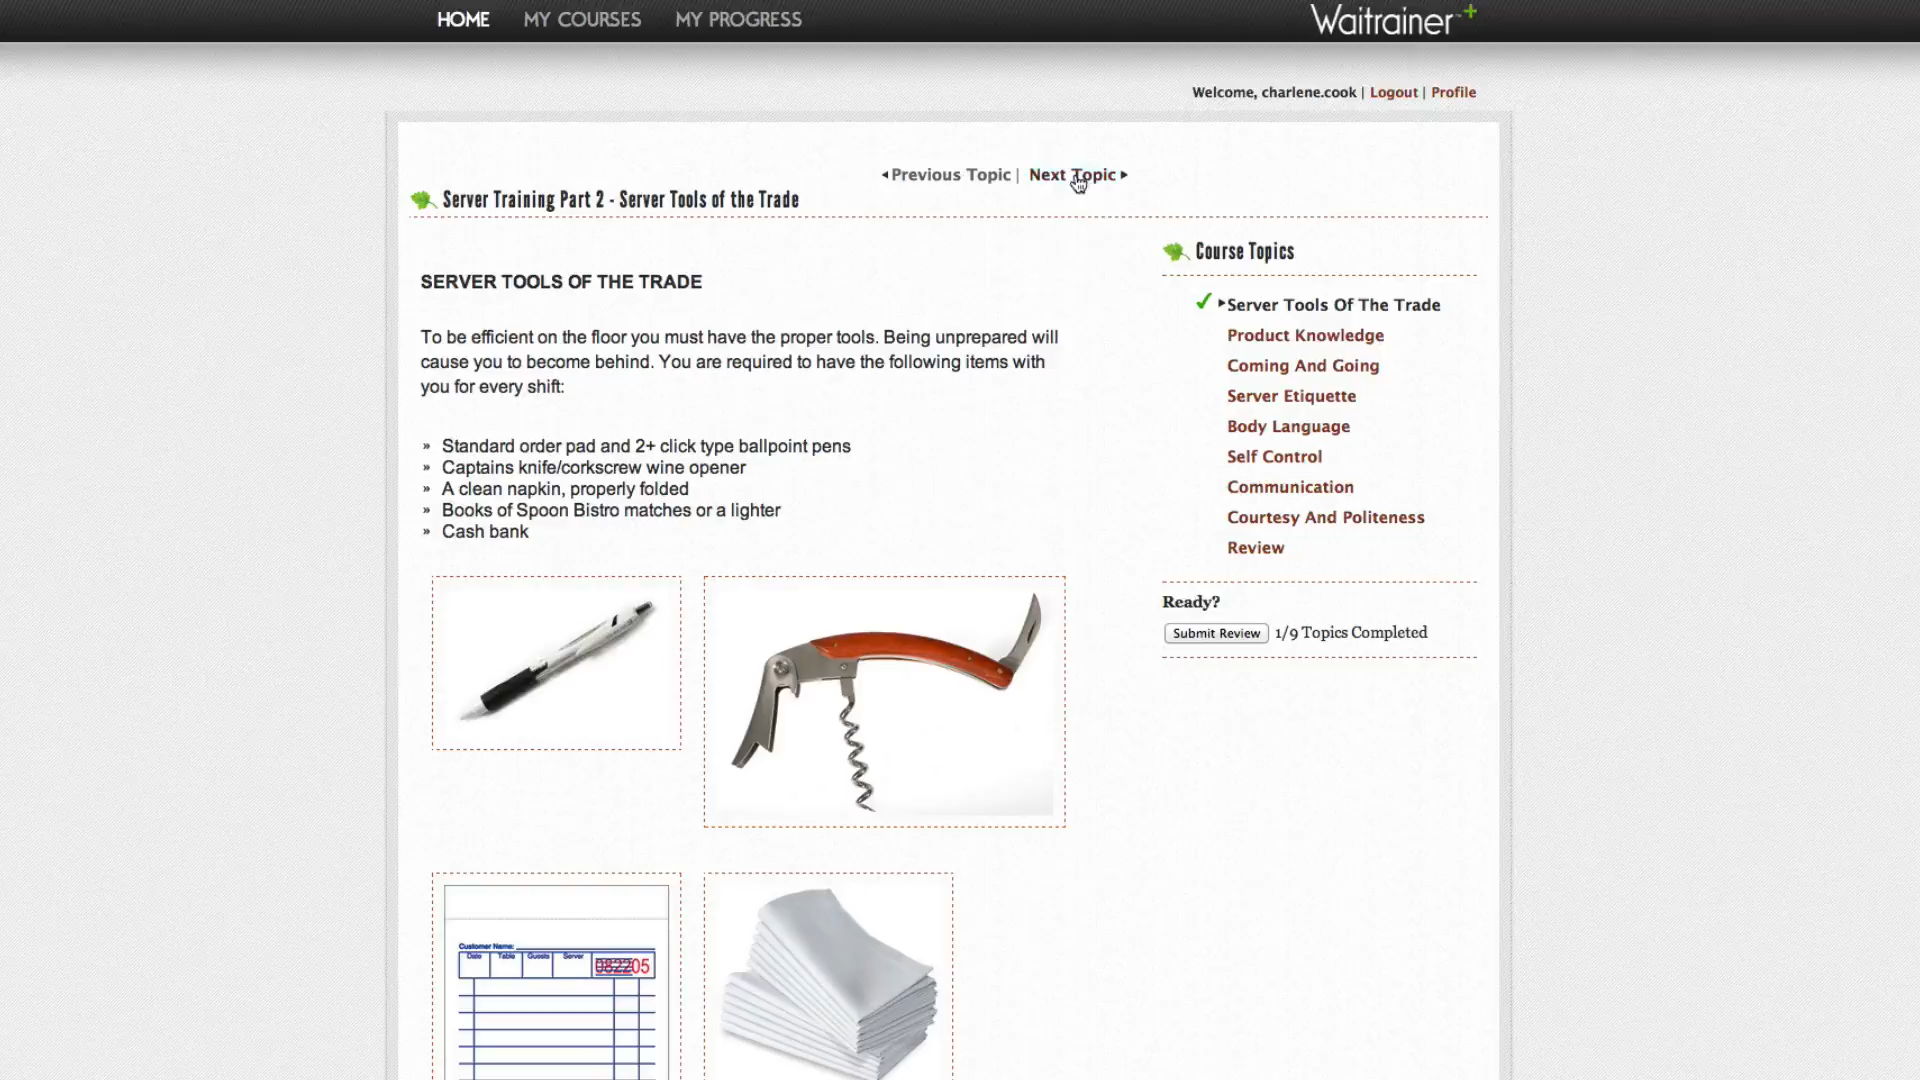 HOME MY COURSES MY PROGRESS
Waitrainer™+
Welcome, charlene.cook | Logout | Profile
Previous Topic | Next Topic
Server Training Part 2 - Server Tools of the Trade
SERVER TOOLS OF THE TRADE
To be efficient on the floor you must have the proper tools. Being unprepared will
cause you to become behind. You are required to have the following items with
you for every shift:
» Standard order pad and 2+ click type ballpoint pens
» Captains knife/corkscrew wine opener
» A clean napkin, properly folded
» Books of Spoon Bistro matches or a lighter
» Cash bank
Customer Name:
Date Table Guests Server 082205
Course Topics
Server Tools Of The Trade
Product Knowledge
Coming And Going
Server Etiquette
Body Language
Self Control
Communication
Courtesy And Politeness
Review
Ready?
Submit Review 1/9 Topics Completed